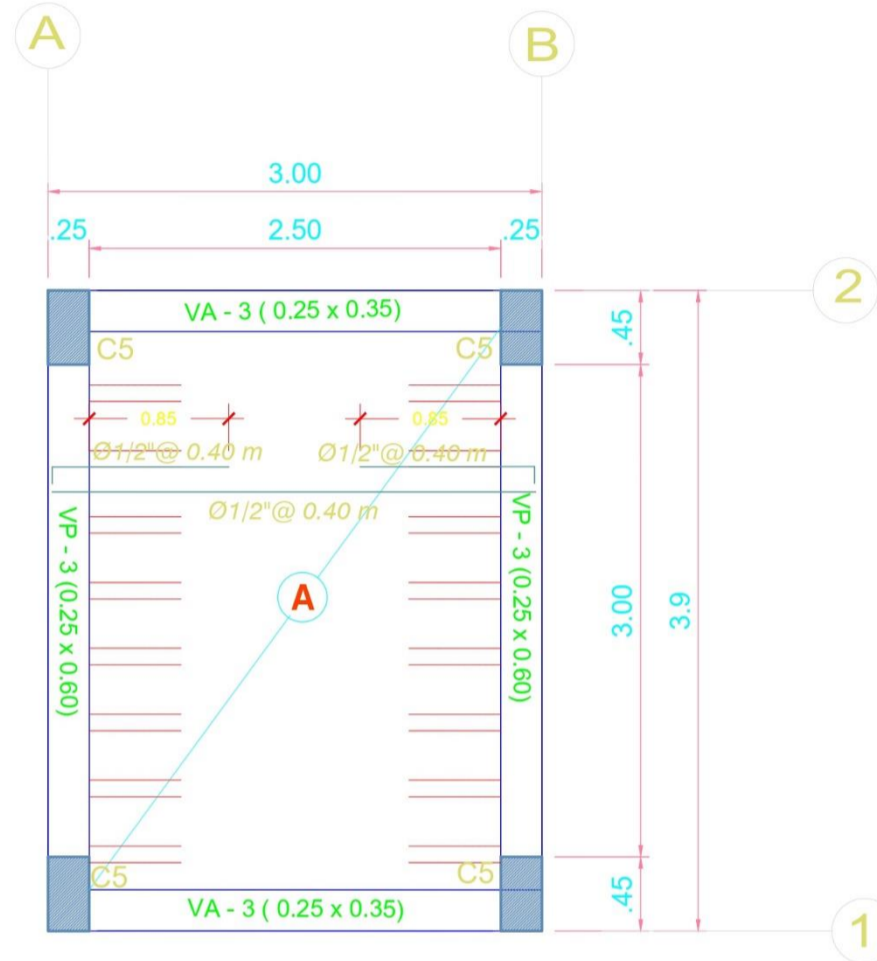 A
B
3.00
.25
2.50
.25
2
VA - 3 ( 0.25 x 0.35)
.45
C5
C5
0.85
0.85
Ø1/2"@ 0.40 m
Ø1/2"@ 0.40 m
Ø1/2"@ 0.40 m
VP - 3 (0.25 x 0.60)
VP - 3 (0.25 x 0.60)
A
3.00
3.9
C5
C5
VA - 3 ( 0.25 x 0.35)
.45
1